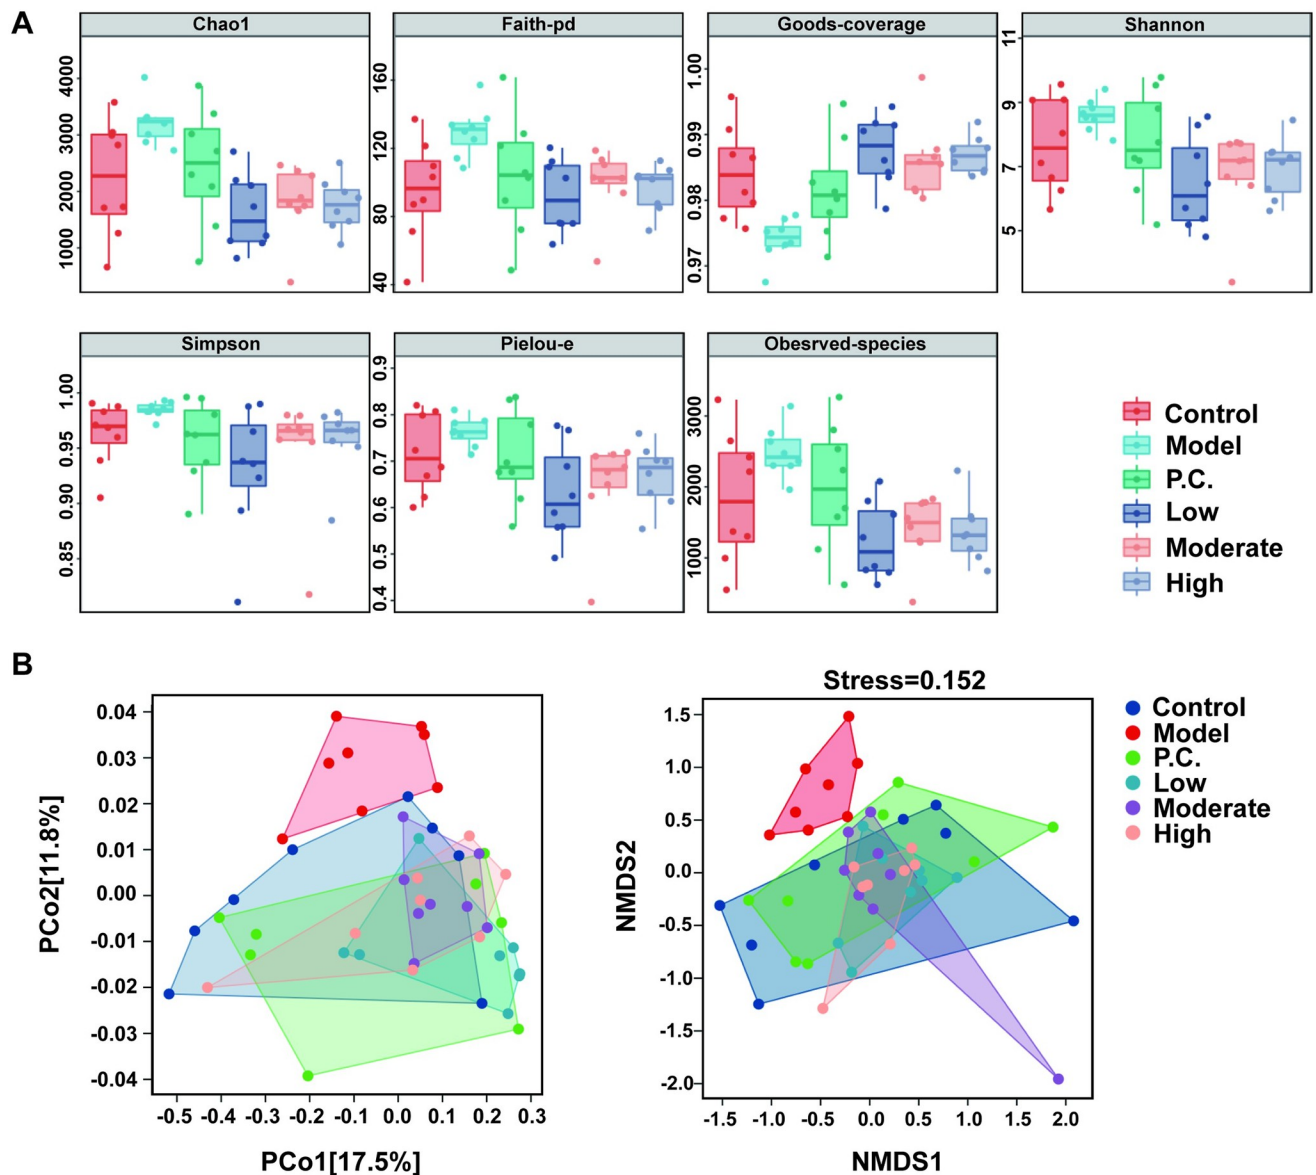 A
Chao1
Faith-pd
Goods-coverage
Shannon
4000
3000
2000
1000
160
120
80
40
1.00
0.99
0.98
0.97
11
9
7
5
Simpson
Pielou-e
Obesrved-species
1.00
0.95
0.90
0.85
0.9
0.8
0.7
0.6
0.5
0.4
3000
2000
1000
Control
Model
P.C.
Low
Moderate
High
B
PCo2[11.8%]
0.04
0.03
0.02
0.01
0.00
-0.01
-0.02
-0.03
-0.04
-0.5 -0.4 -0.3 -0.2 -0.1 0.0 0.1 0.2 0.3
PCo1[17.5%]
Stress=0.152
NMDS2
1.5
1.0
0.5
0.0
-0.5
-1.0
-1.5
-2.0
-1.5 -1.0 -0.5 0.0 0.5 1.0 1.5 2.0
NMDS1
Control
Model
P.C.
Low
Moderate
High